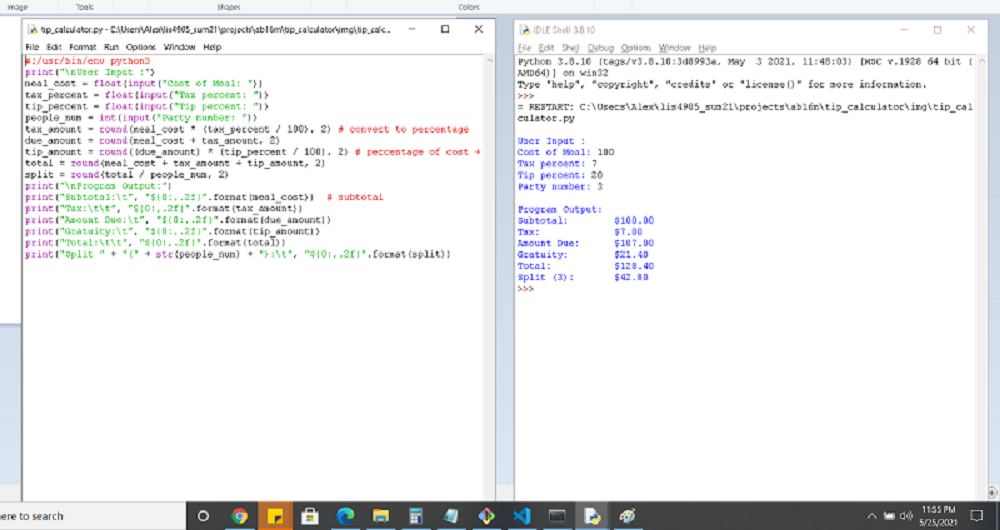 Image
Tools
Shapes
Colors
tip_calculator.py - C:\Users\Alex\lis4905_sum21\projects\ab16m\tip_calculator\img\tip_calc...
File Edit Format Run Options Window Help
#!/usr/bin/env python3
print("\nUser Input :")
meal_cost = float(input("Cost of Meal: "))
tax_percent = float(input("Tax percent: "))
tip_percent = float(input("Tip percent: "))
people_num = int(input("Party number: "))
tax_amount = round(meal_cost * (tax_percent / 100), 2) # convert to percentage
due_amount = round(meal_cost + tax_amount, 2)
tip_amount = round((due_amount) * (tip_percent / 100), 2) # percentage of cost +
total = round(meal_cost + tax_amount + tip_amount, 2)
split = round(total / people_num, 2)
print("\nProgram Output:")
print("Subtotal:\t", "${0:,.2f}".format(meal_cost)) # subtotal
print("Tax:\t\t", "${0:,.2f}".format(tax_amount))
print("Amount Due:\t", "${0:,.2f}".format(due_amount))
print("Gratuity:\t", "${0:,.2f}".format(tip_amount))
print("Total:\t\t", "${0:,.2f}".format(total))
print("Split " + "(" + str(people_num) + "):\t", "${0:,.2f}".format(split))
IDLE Shell 3.8.10
File Edit Shell Debug Options Window Help
Python 3.8.10 (tags/v3.8.10:3d8993a, May 3 2021, 11:48:03) [MSC v.1928 64 bit (
AMD64)] on win32
Type "help", "copyright", "credits" or "license()" for more information.
>>>
= RESTART: C:\Users\Alex\lis4905_sum21\projects\ab16m\tip_calculator\img\tip_cal
culator.py
User Input :
Cost of Meal: 100
Tax percent: 7
Tip percent: 20
Party number: 3
Program Output:
Subtotal: $100.00
Tax: $7.00
Amount Due: $107.00
Gratuity: $21.40
Total: $128.40
Split (3): $42.80
>>>
ere to search
11:55 PM
5/25/2021